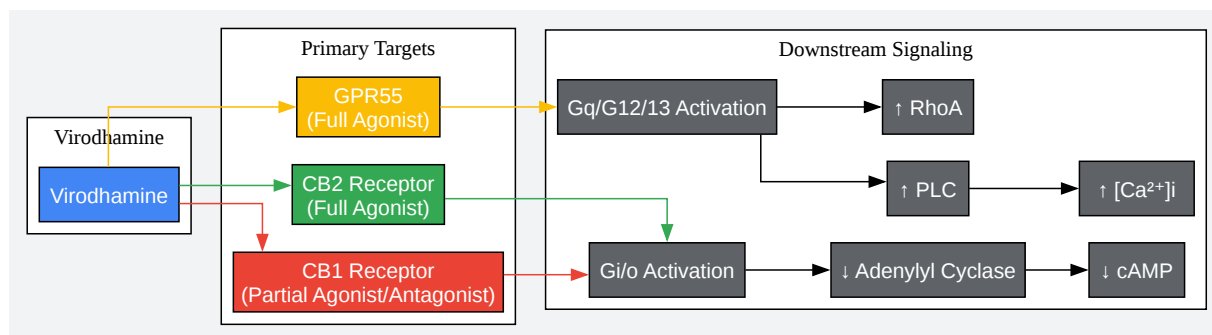 Primary Targets
Downstream Signaling
GPR55
(Full Agonist)
Gq/G12/13 Activation
↑ RhoA
Virodhamine
Virodhamine
CB2 Receptor
(Full Agonist)
↑ PLC
↑ [Ca²⁺]i
CB1 Receptor
(Partial Agonist/Antagonist)
Gi/o Activation
↓ Adenylyl Cyclase
↓ cAMP